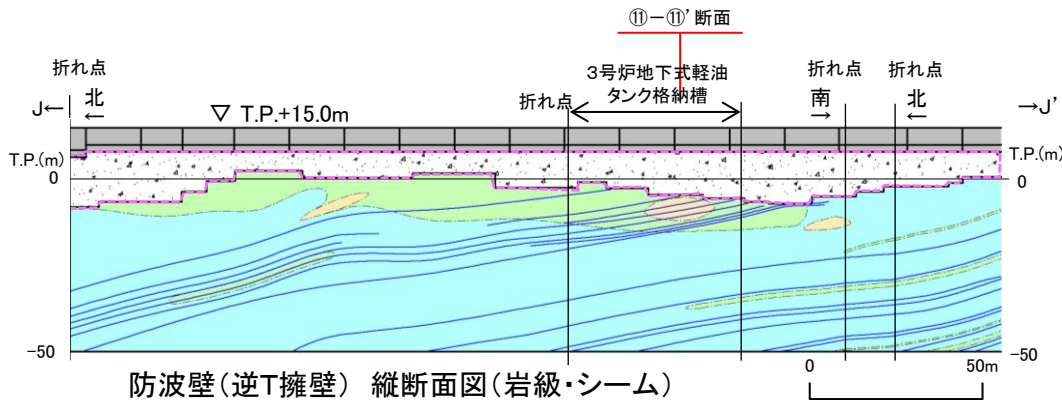 ⑪−⑪’断面
折れ点
3号炉地下式軽油
タンク格納槽
折れ点
折れ点
J←
北
←
▽ T.P.+15.0m
折れ点
南
→
北
←
→J’
T.P.(m)
T.P.(m)
0
0
-50
-50
防波壁(逆T擁壁) 縦断面図(岩級・シーム)
0
50m